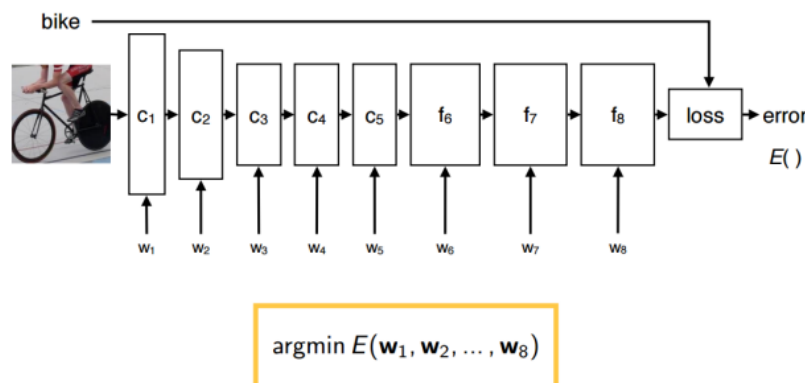 bike
c₁ c₂ c₃ c₄ c₅ f₆ f₇ f₈ loss error
E( )
w₁ w₂ w₃ w₄ w₅ w₆ w₇ w₈
argmin E(w₁, w₂, ... , w₈)